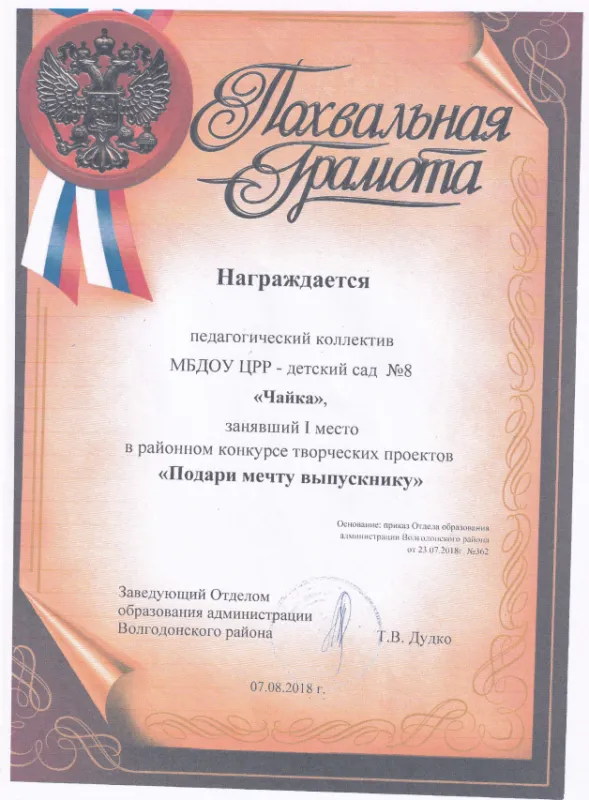 Похвальная
Грамота
Награждается
педагогический коллектив
МБДОУ ЦРР - детский сад №8
«Чайка»,
занявший I место
в районном конкурсе творческих проектов
«Подари мечту выпускнику»
Основание: приказ Отдела образования
администрации Волгодонского района
от 23.07.2018г. №362
Заведующий Отделом
образования администрации
Волгодонского района
Т.В. Дудко
07.08.2018 г.